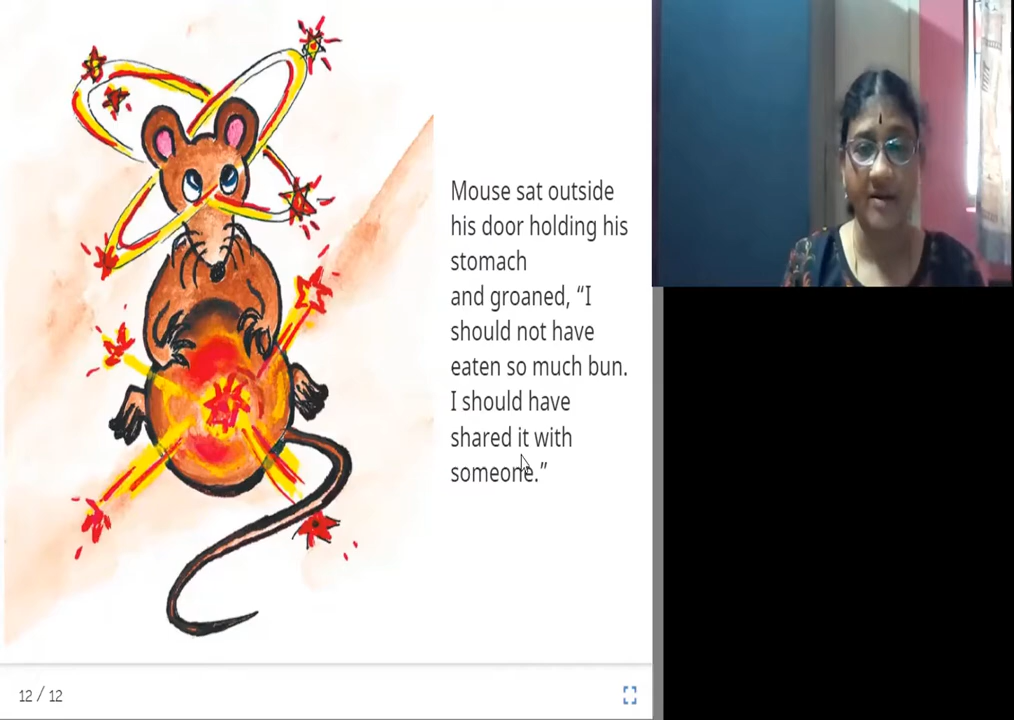 Mouse sat outside
his door holding his
stomach
and groaned, “I
should not have
eaten so much bun.
I should have
shared it with
someone.”
12 / 12